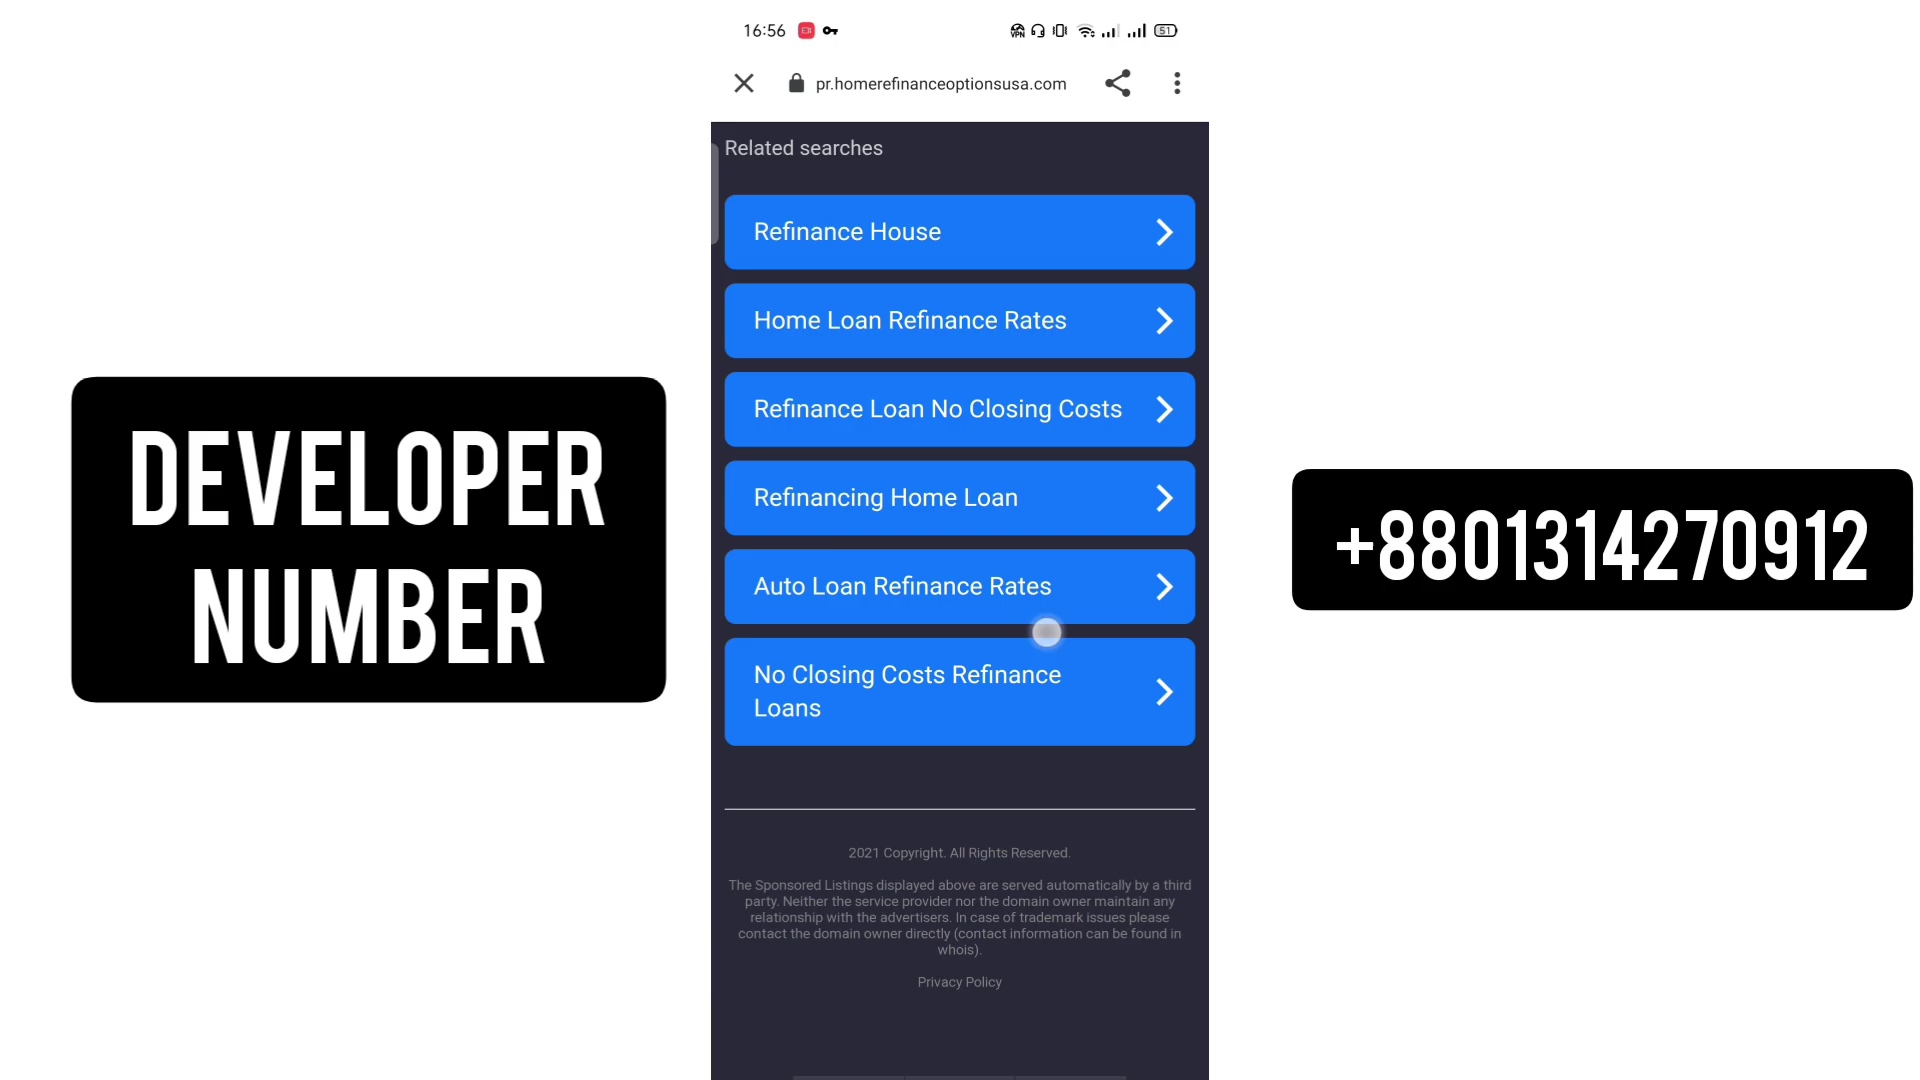 16:56
VPN
51
pr.homerefinanceoptionsusa.com
Related searches
Refinance House
Home Loan Refinance Rates
Refinance Loan No Closing Costs
Refinancing Home Loan
Auto Loan Refinance Rates
No Closing Costs Refinance
Loans
2021 Copyright. All Rights Reserved.
The Sponsored Listings displayed above are served automatically by a third
party. Neither the service provider nor the domain owner maintain any
relationship with the advertisers. In case of trademark issues please
contact the domain owner directly (contact information can be found in
whois).
Privacy Policy
DEVELOPER
NUMBER
+8801314270912